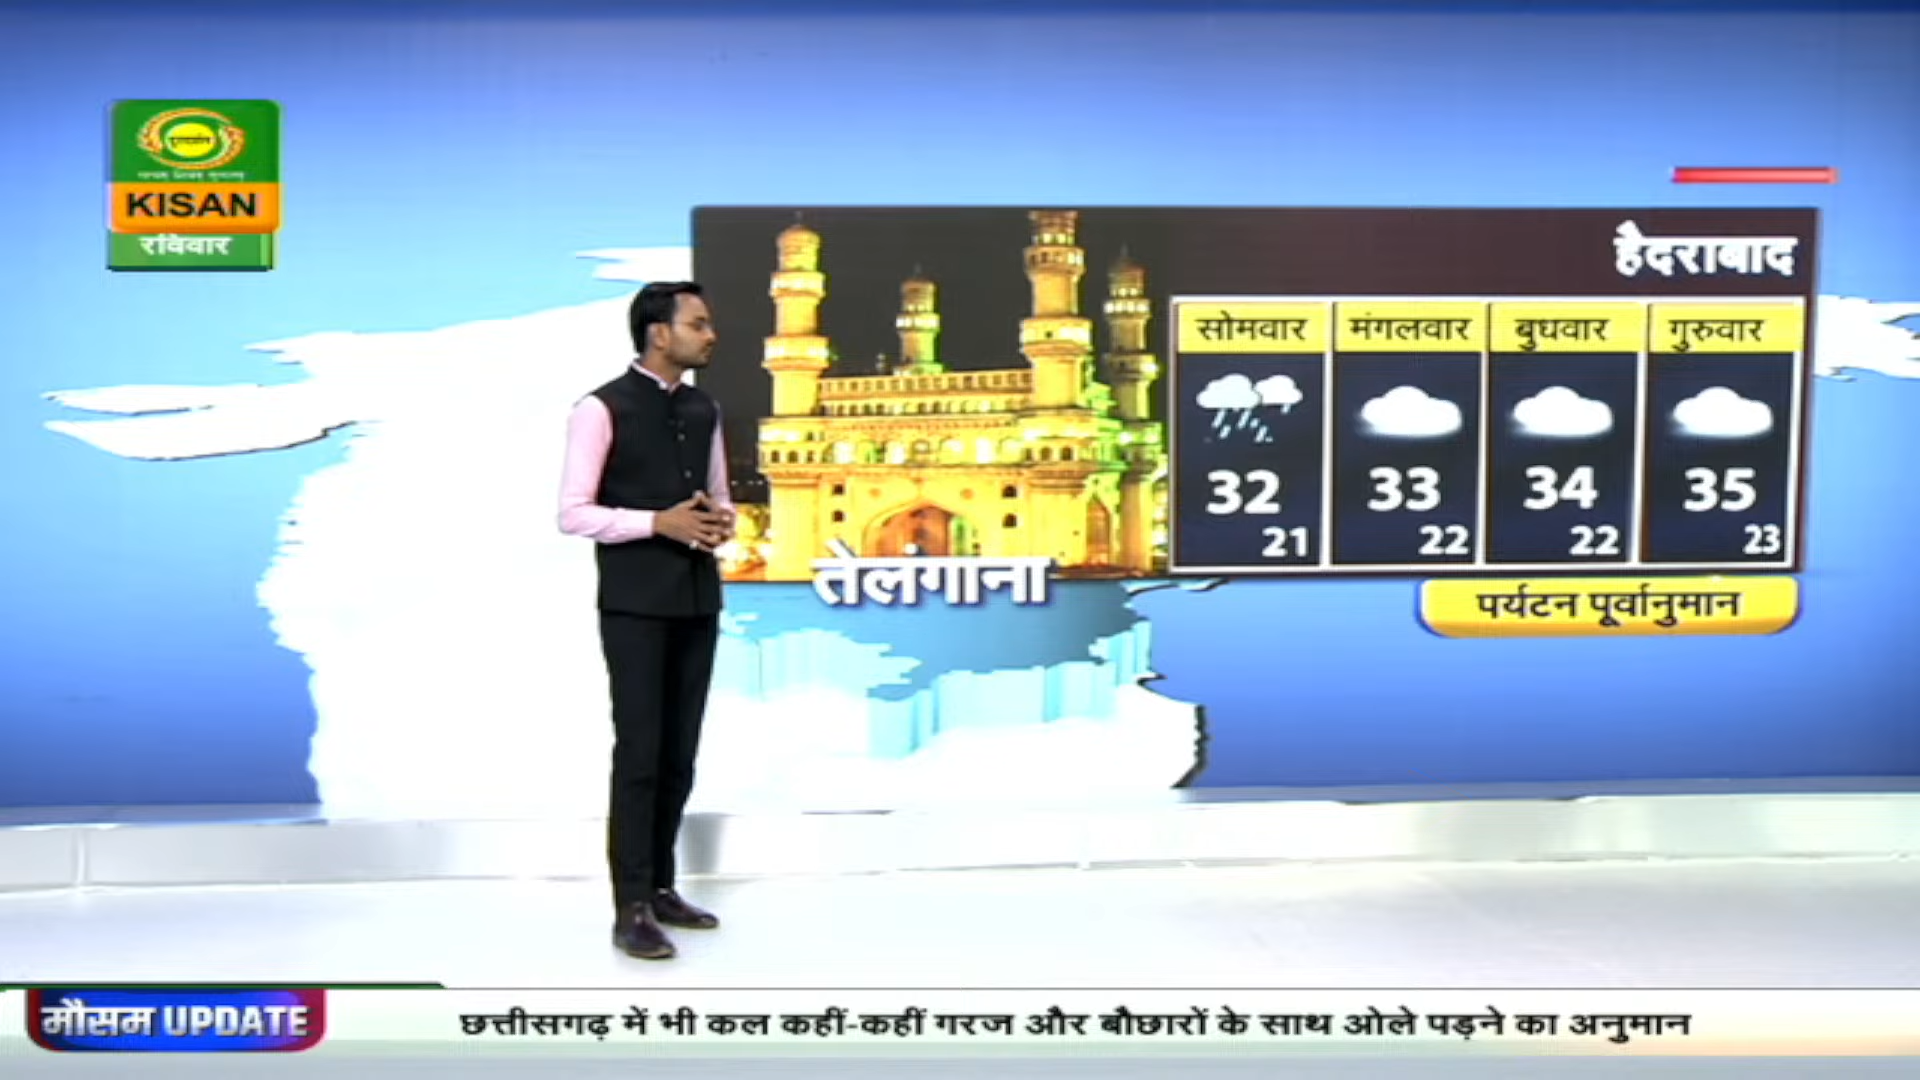 KISAN
रविवार
हैदराबाद
सोमवार मंगलवार बुधवार गुरुवार
32 33 34 35
21 22 22 23
तेलंगाना
पर्यटन पूर्वानुमान
मौसम UPDATE
छत्तीसगढ़ में भी कल कहीं-कहीं गरज और बौछारों के साथ ओले पड़ने का अनुमान